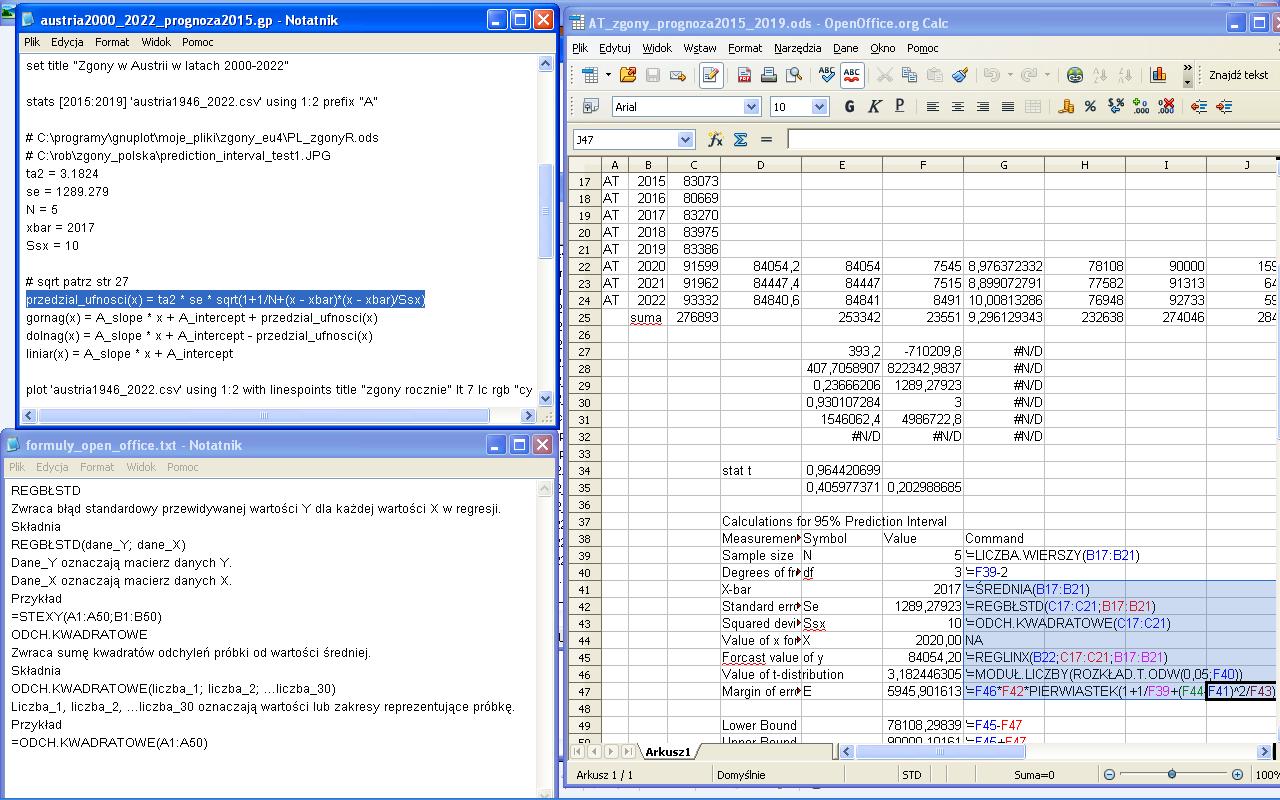 austria2000_2022_prognoza2015.gp - Notatnik
Plik Edycja Format Widok Pomoc
set title "Zgony w Austrii w latach 2000-2022"
stats [2015:2019] 'austria1946_2022.csv' using 1:2 prefix "A"
# C:\programy\gnuplot\moje_pliki\zgony_eu4\PL_zgonyR.ods
# C:\rob\zgony_polska\prediction_interval_test1.JPG
ta2 = 3.1824
se = 1289.279
N = 5
xbar = 2017
Ssx = 10
# sqrt patrz str 27
przedzial_ufnosci(x) = ta2 * se * sqrt(1+1/N+(x - xbar)*(x - xbar)/Ssx)
gornag(x) = A_slope * x + A_intercept + przedzial_ufnosci(x)
dolnag(x) = A_slope * x + A_intercept - przedzial_ufnosci(x)
liniar(x) = A_slope * x + A_intercept
plot 'austria1946_2022.csv' using 1:2 with linespoints title "zgony rocznie" lt 7 lc rgb "cy
formuly_open_office.txt - Notatnik
Plik Edycja Format Widok Pomoc
REGBŁSTD
Zwraca błąd standardowy przewidywanej wartości Y dla każdej wartości X w regresji.
Składnia
REGBŁSTD(dane_Y; dane_X)
Dane_Y oznaczają macierz danych Y.
Dane_X oznaczają macierz danych X.
Przykład
=STEXY(A1:A50;B1:B50)
ODCH.KWADRATOWE
Zwraca sumę kwadratów odchyleń próbki od wartości średniej.
Składnia
ODCH.KWADRATOWE(liczba_1; liczba_2; ...liczba_30)
Liczba_1, liczba_2, ...liczba_30 oznaczają wartości lub zakresy reprezentujące próbkę.
Przykład
=ODCH.KWADRATOWE(A1:A50)
AT_zgony_prognoza2015_2019.ods - OpenOffice.org Calc
Plik Edytuj Widok Wstaw Format Narzędzia Dane Okno Pomoc
Znajdź tekst
Arial 10 G K P
J47
A B C D E F G H I J
17 AT 2015 83073
18 AT 2016 80669
19 AT 2017 83270
20 AT 2018 83975
21 AT 2019 83386
22 AT 2020 91599 84054,2 84054 7545 8,976372332 78108 90000 159
23 AT 2021 91962 84447,4 84447 7515 8,899072791 77582 91313 64
24 AT 2022 93332 84840,6 84841 8491 10,00813266 76948 92733 59
25 suma 276893 253342 23551 9,296129343 232638 274046 284
26
27 393,2 -710209,8 #N/D
28 407,7058907 822342,9837 #N/D
29 0,23666206 1289,27923 #N/D
30 0,930107284 3 #N/D
31 1546062,4 4986722,8 #N/D
32 #N/D #N/D #N/D
33
34 stat t 0,964420699
35 0,405977371 0,202988685
36
37 Calculations for 95% Prediction Interval
38 Measuremen Symbol Value Command
39 Sample size N 5 '=LICZBA.WIERSZY(B17:B21)
40 Degrees of fr df 3 '=F39-2
41 X-bar 2017 '=ŚREDNIA(B17:B21)
42 Standard erro Se 1289,27923 '=REGBŁSTD(C17:C21;B17:B21)
43 Squared devi Ssx 10 '=ODCH.KWADRATOWE(C17:C21)
44 Value of x for X 2020,00 NA
45 Forcast value of y 84054,20 '=REGLINX(B22;C17:C21;B17:B21)
46 Value of t-distribution 3,182446305 '=MODUŁ.LICZBY(ROZKŁAD.T.ODW(0,05;F40))
47 Margin of erro E 5945,901613 '=F46*F42*PIERWIASTEK(1+1/F39+(F44-F41)^2/F43)
48
49 Lower Bound 78108,29839 '=F45-F47
50 Upper Bound 90000,10161 '=F45+F47
Arkusz1
Arkusz 1 / 1 Domyślnie STD Suma=0 100%